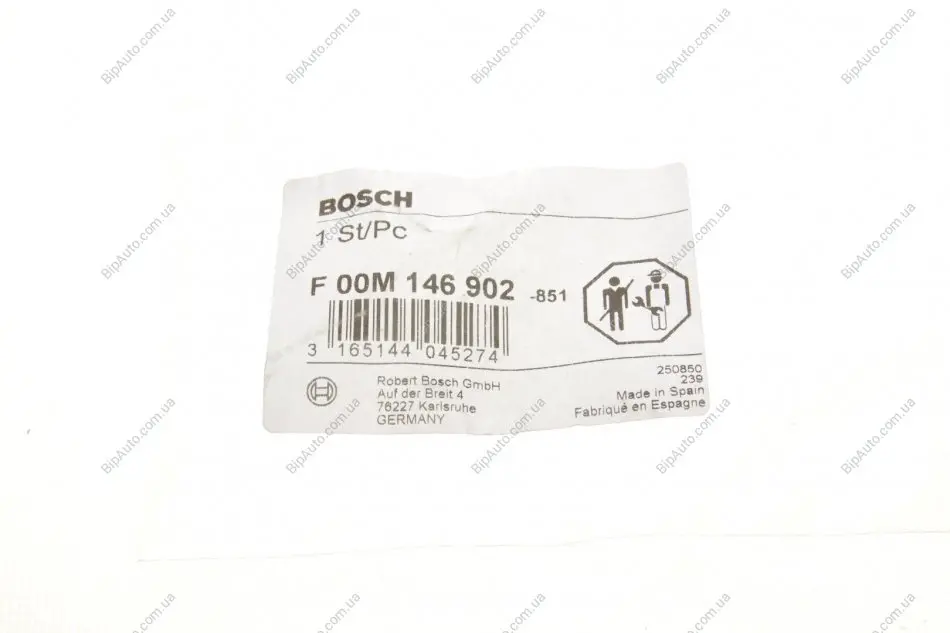 BOSCH
1 St/Pc
F 00M 146 902 -851
3 165144 045274
250850
239
Made in Spain
Fabriqué en Espagne
Robert Bosch GmbH
Auf der Breit 4
76227 Karlsruhe
GERMANY
BipAuto.com.ua